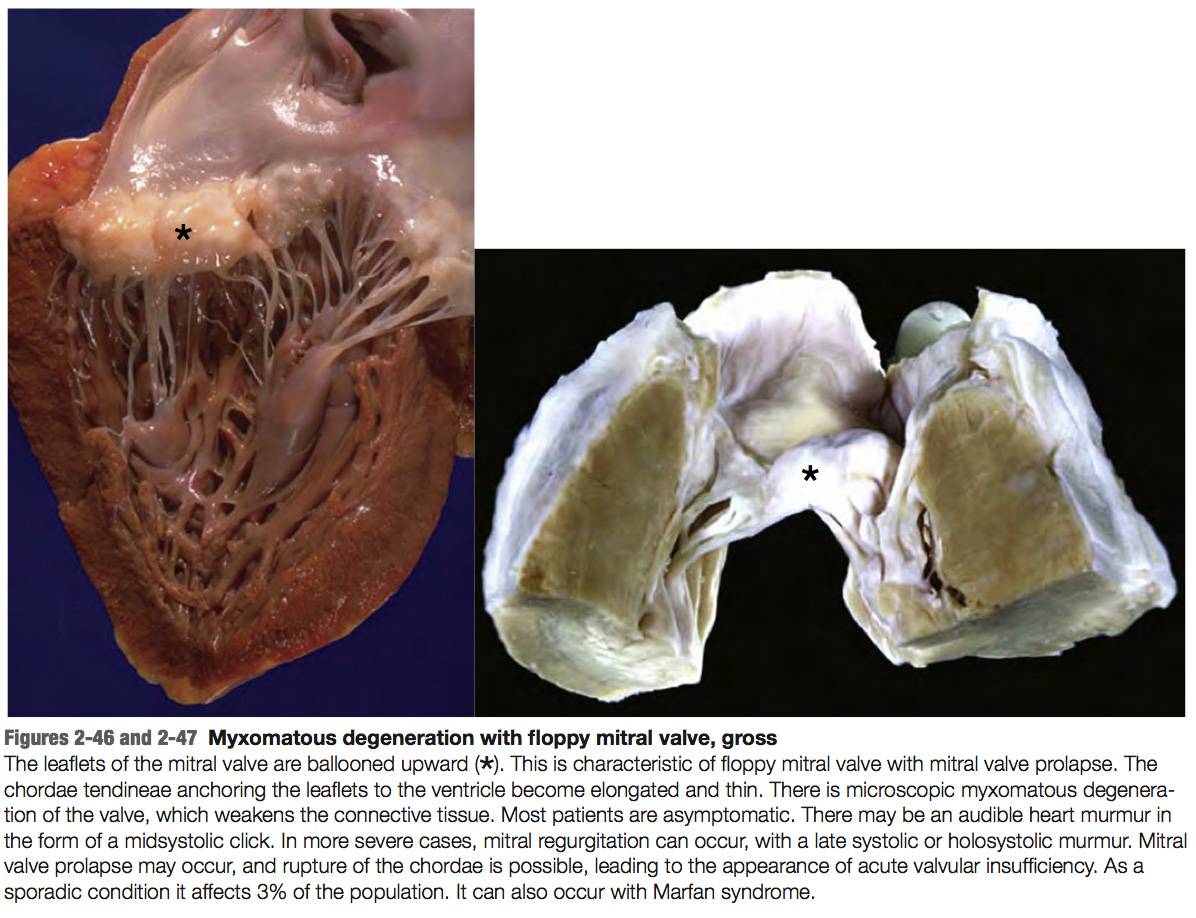 *
*
Figures 2-46 and 2-47 Myxomatous degeneration with floppy mitral valve, gross
The leaflets of the mitral valve are ballooned upward (*). This is characteristic of floppy mitral valve with mitral valve prolapse. The
chordae tendineae anchoring the leaflets to the ventricle become elongated and thin. There is microscopic myxomatous degenera-
tion of the valve, which weakens the connective tissue. Most patients are asymptomatic. There may be an audible heart murmur in
the form of a midsystolic click. In more severe cases, mitral regurgitation can occur, with a late systolic or holosystolic murmur. Mitral
valve prolapse may occur, and rupture of the chordae is possible, leading to the appearance of acute valvular insufficiency. As a
sporadic condition it affects 3% of the population. It can also occur with Marfan syndrome.